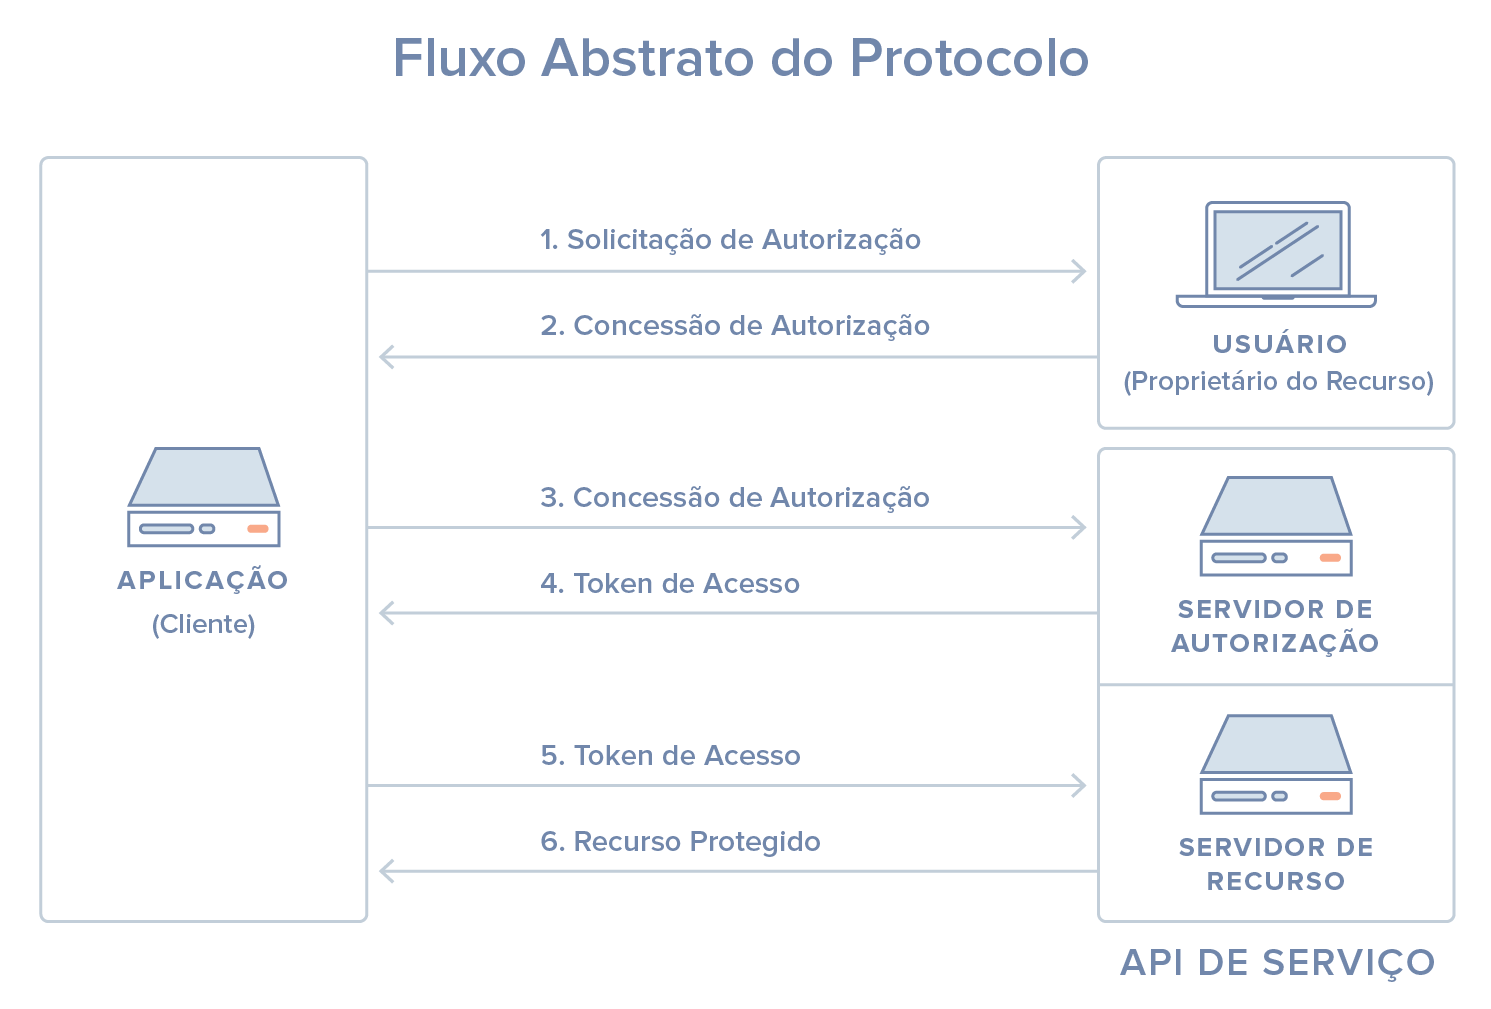 Fluxo Abstrato do Protocolo
1. Solicitação de Autorização
2. Concessão de Autorização
USUÁRIO
(Proprietário do Recurso)
3. Concessão de Autorização
4. Token de Acesso
APLICAÇÃO
(Cliente)
SERVIDOR DE
AUTORIZAÇÃO
5. Token de Acesso
6. Recurso Protegido
SERVIDOR DE
RECURSO
API DE SERVIÇO